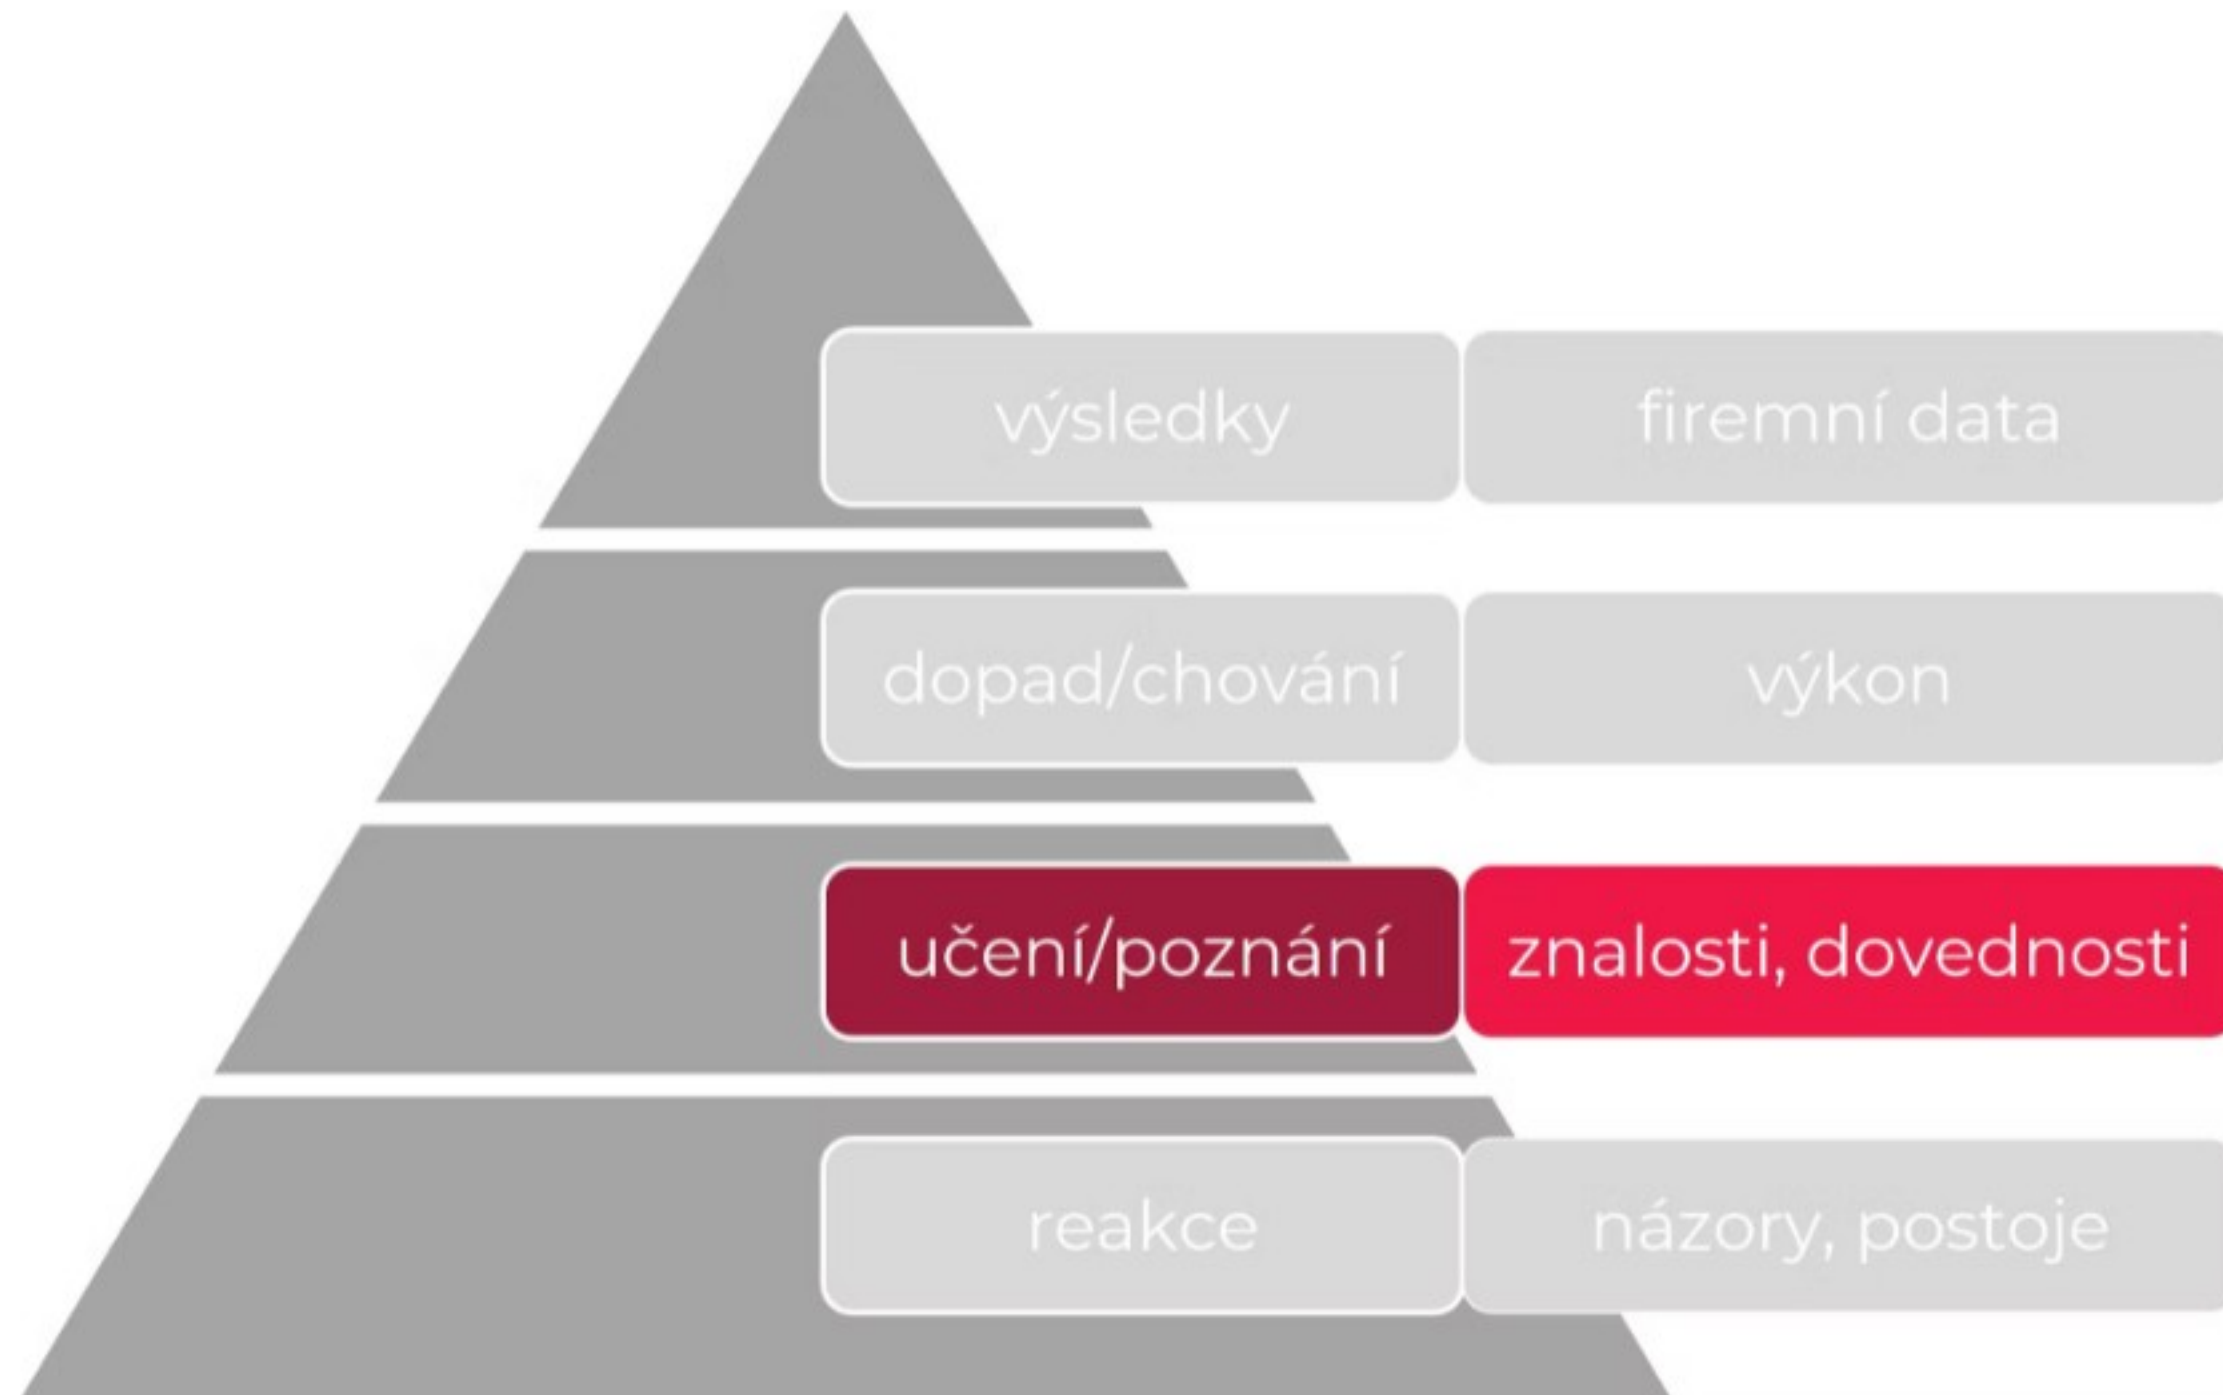 výsledky firemní data
dopad/chování výkon
učení/poznání znalosti, dovednosti
reakce názory, postoje